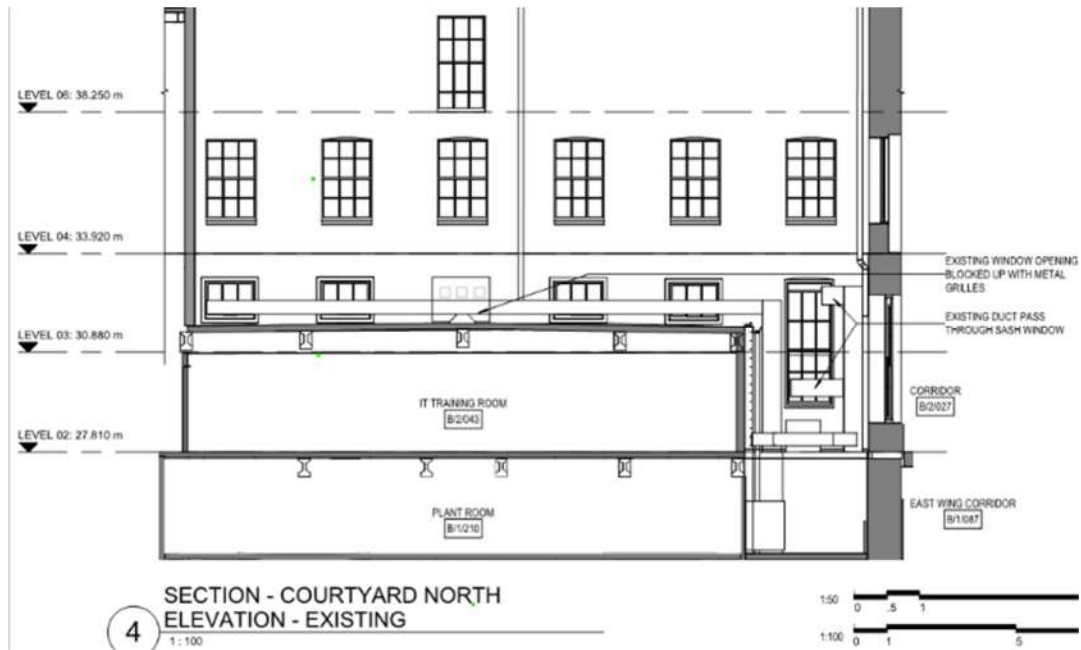 LEVEL 06: 38.250 m
LEVEL 04: 33.920 m
EXISTING WINDOW OPENING
BLOCKED UP WITH METAL
GRILLES
EXISTING DUCT PASS
THROUGH SASH WINDOW
LEVEL 03: 30.880 m
CORRIDOR
B/2/027
IT TRAINING ROOM
B/2/043
LEVEL 02: 27.810 m
EAST WING CORRIDOR
B/1/087
PLANT ROOM
B/1/210
SECTION - COURTYARD NORTH
ELEVATION - EXISTING
4
1 : 100
1:50
0 .5 1
1:100
0 1 5